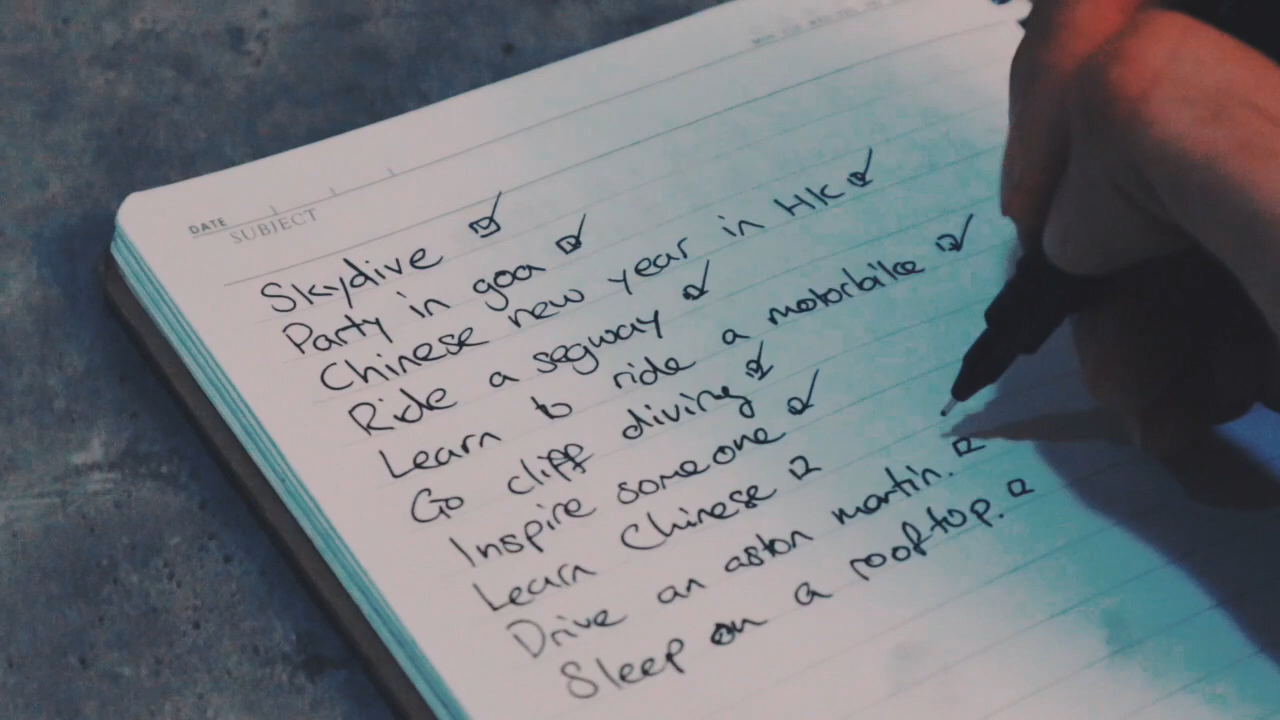 DATE
SUBJECT
Skydive ☑
Party in goa ☑
Chinese new year in HK ☑
Ride a segway ☑
Learn to ride a motorbike ☑
Go cliff diving ☑
Inspire someone ☑
Learn Chinese ☐
Drive an aston martin. ☐
Sleep on a rooftop. ☐